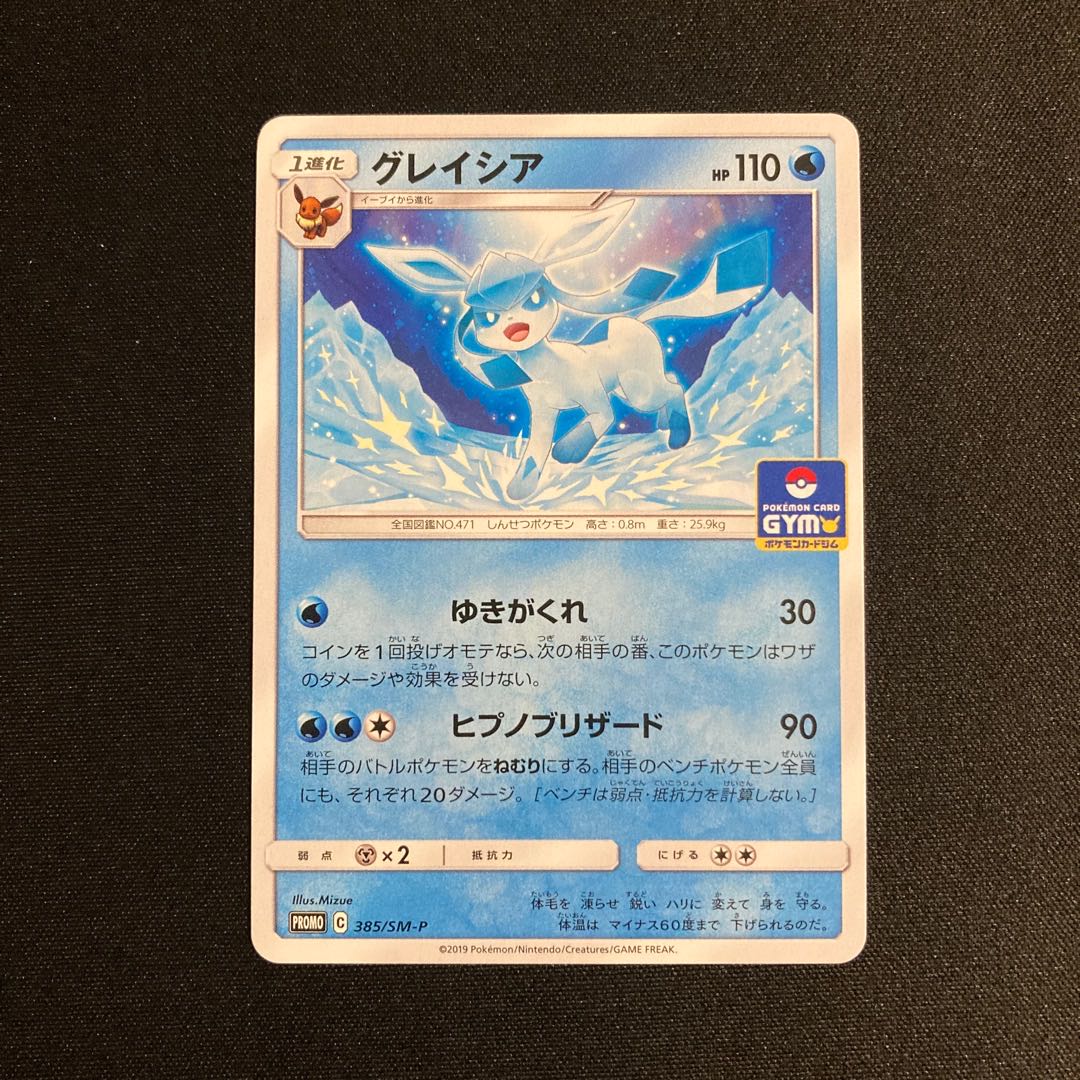 1進化 グレイシア HP 110
イーブイから進化
全国図鑑NO.471 しんせつポケモン 高さ:0.8m 重さ:25.9kg
POKÉMON CARD
GYM
ポケモンカードジム
ゆきがくれ 30
コインを1回投げオモテなら、次の相手の番、このポケモンはワザ
のダメージや効果を受けない。
ヒプノブリザード 90
相手のバトルポケモンをねむりにする。相手のベンチポケモン全員
にも、それぞれ20ダメージ。[ベンチは弱点・抵抗力を計算しない。]
弱点 ×2 抵抗力 にげる
Illus.Mizue
体毛を 凍らせ 鋭い ハリに 変えて 身を 守る。
体温は マイナス60度まで 下げられるのだ。
PROMO C 385/SM-P
©2019 Pokémon/Nintendo/Creatures/GAME FREAK.